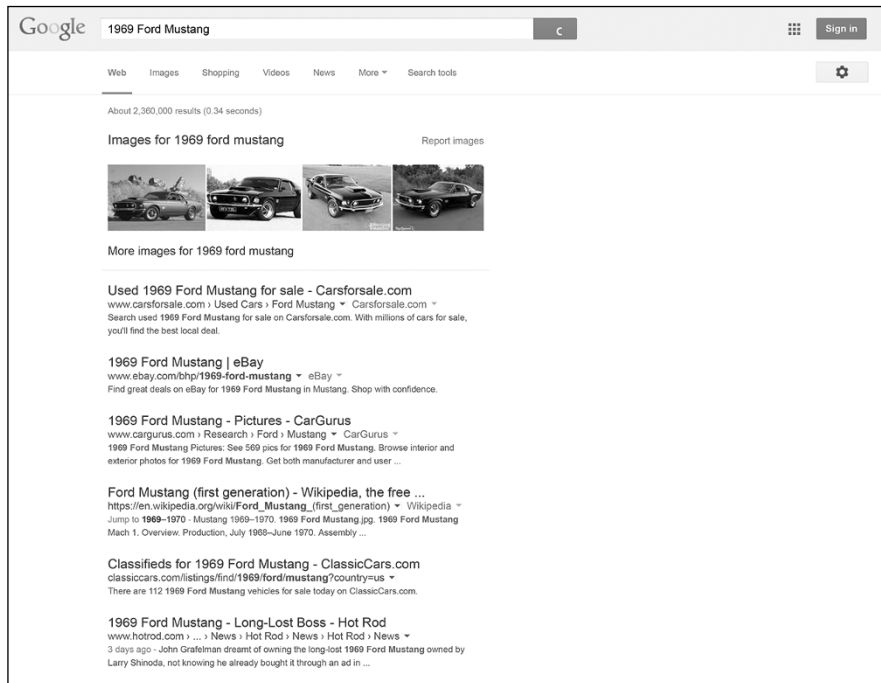 Google
1969 Ford Mustang
Sign in
Web Images Shopping Videos News More Search tools
About 2,360,000 results (0.34 seconds)
Images for 1969 ford mustang
Report images
More images for 1969 ford mustang
Used 1969 Ford Mustang for sale - Carsforsale.com
www.carsforsale.com › Used Cars › Ford Mustang Carsforsale.com
Search used 1969 Ford Mustang for sale on Carsforsale.com. With millions of cars for sale,
you'll find the best local deal.
1969 Ford Mustang | eBay
www.ebay.com/bhp/1969-ford-mustang eBay
Find great deals on eBay for 1969 Ford Mustang in Mustang. Shop with confidence.
1969 Ford Mustang - Pictures - CarGurus
www.cargurus.com › Research › Ford › Mustang CarGurus
1969 Ford Mustang Pictures: See 569 pics for 1969 Ford Mustang. Browse interior and
exterior photos for 1969 Ford Mustang. Get both manufacturer and user ...
Ford Mustang (first generation) - Wikipedia, the free ...
https://en.wikipedia.org/wiki/Ford_Mustang_(first_generation) Wikipedia
Jump to 1969–1970 - Mustang 1969–1970. 1969 Ford Mustang.jpg. 1969 Ford Mustang
Mach 1. Overview. Production, July 1968–June 1970. Assembly ...
Classifieds for 1969 Ford Mustang - ClassicCars.com
classiccars.com/listings/find/1969/ford/mustang?country=us
There are 112 1969 Ford Mustang vehicles for sale today on ClassicCars.com.
1969 Ford Mustang - Long-Lost Boss - Hot Rod
www.hotrod.com › ... › News › Hot Rod › News › Hot Rod › News
3 days ago - John Grafelman dreamt of owning the long-lost 1969 Ford Mustang owned by
Larry Shinoda, not knowing he already bought it through an ad in ...